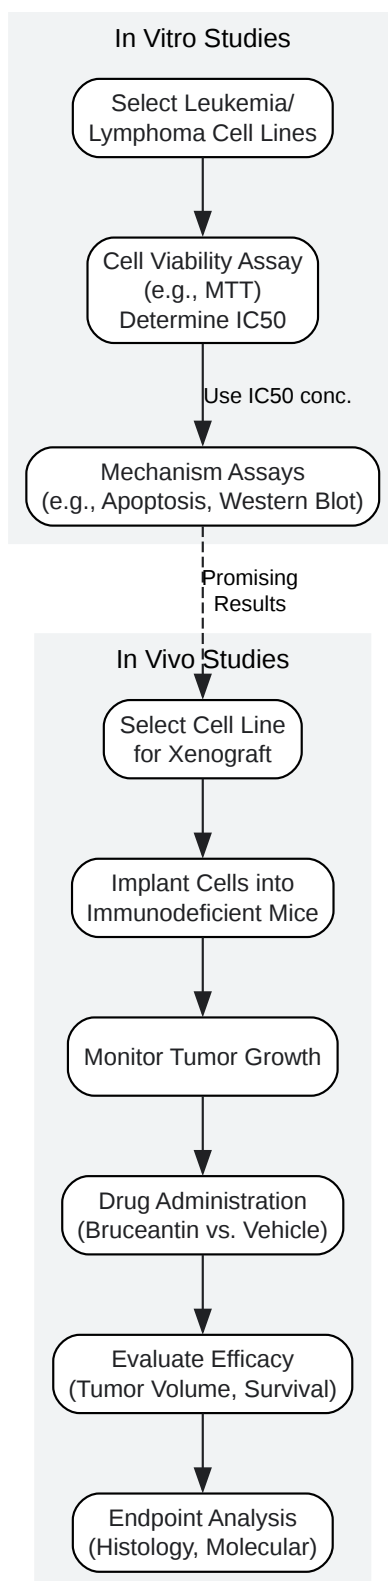 In Vitro Studies
Select Leukemia/
Lymphoma Cell Lines
Cell Viability Assay
(e.g., MTT)
Determine IC50
Use IC50 conc.
Mechanism Assays
(e.g., Apoptosis, Western Blot)
Promising
Results
In Vivo Studies
Select Cell Line
for Xenograft
Implant Cells into
Immunodeficient Mice
Monitor Tumor Growth
Drug Administration
(Bruceantin vs. Vehicle)
Evaluate Efficacy
(Tumor Volume, Survival)
Endpoint Analysis
(Histology, Molecular)